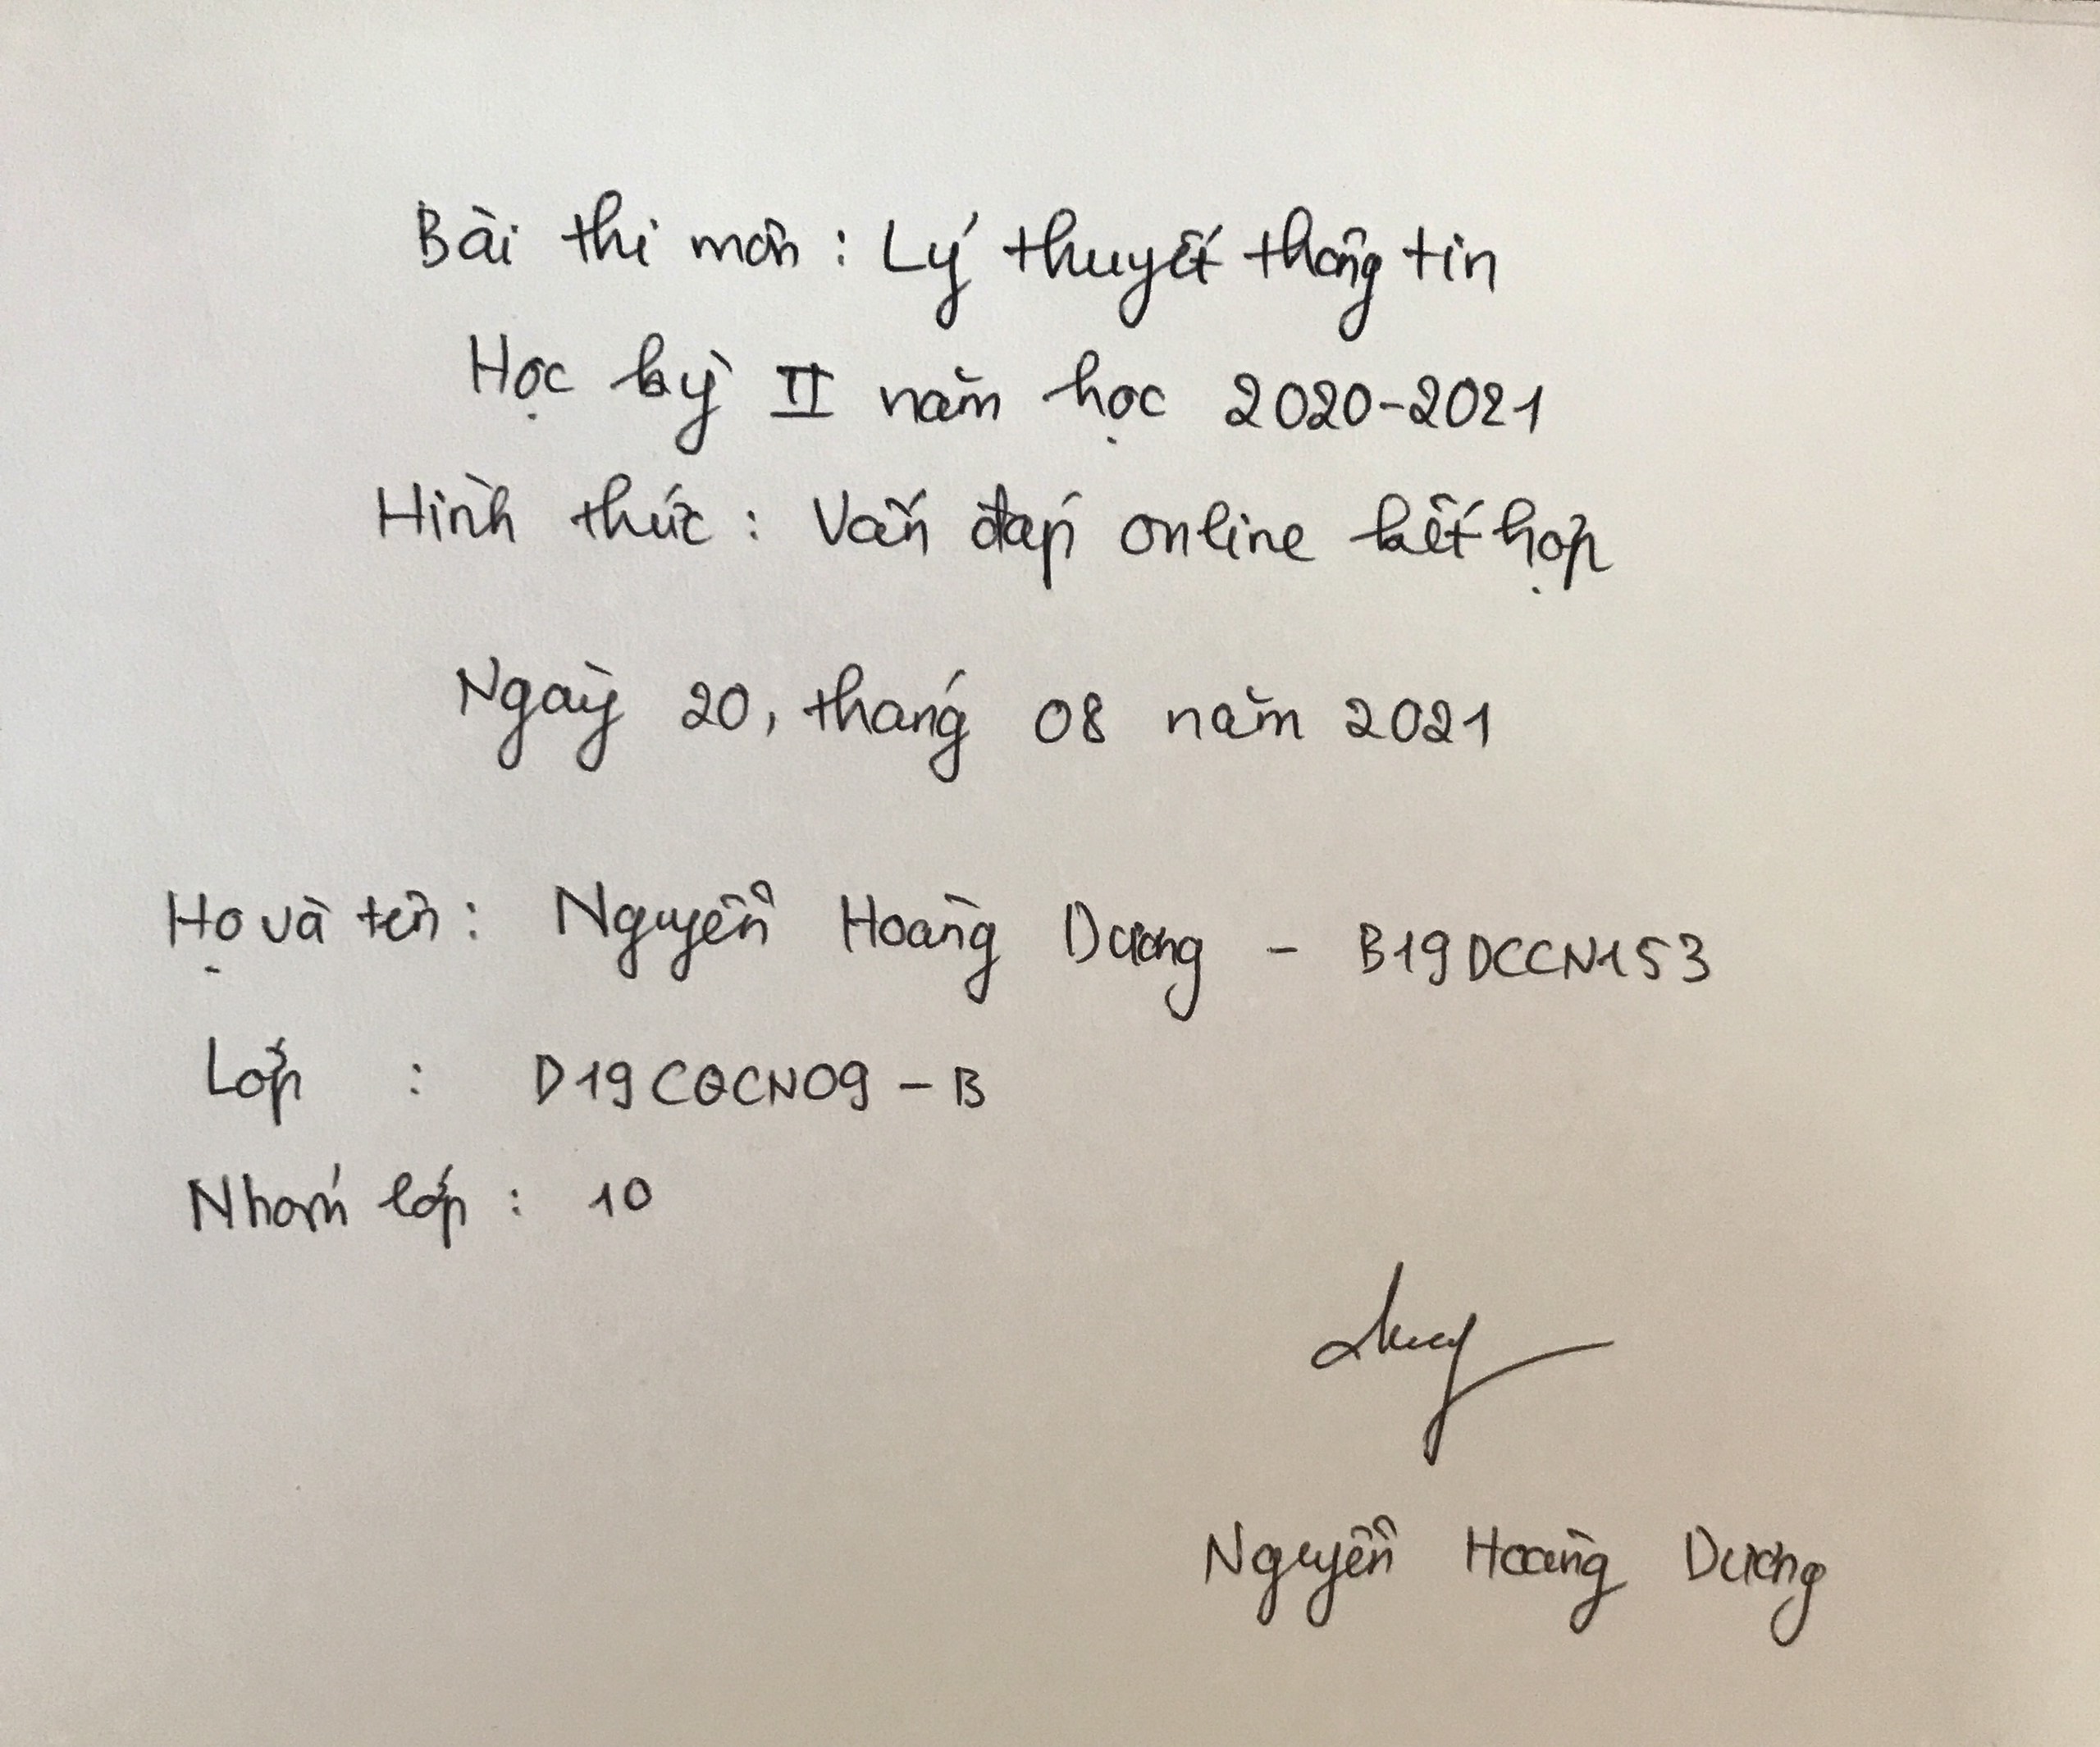 Bài thi môn : Lý thuyết thông tin
Học kỳ II năm học 2020-2021
Hình thức : Vấn đáp online kết hợp
Ngày 20, tháng 08 năm 2021
Họ và tên : Nguyễn Hoàng Dương - B19DCCN153
Lớp : D19CQCN09-B
Nhóm lớp : 10
Nguyễn Hoàng Dương